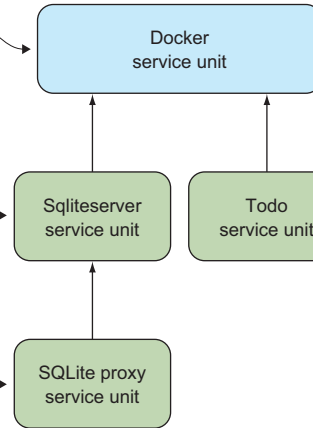 Docker
service unit
Sqliteserver
service unit
Todo
service unit
SQLite proxy
service unit